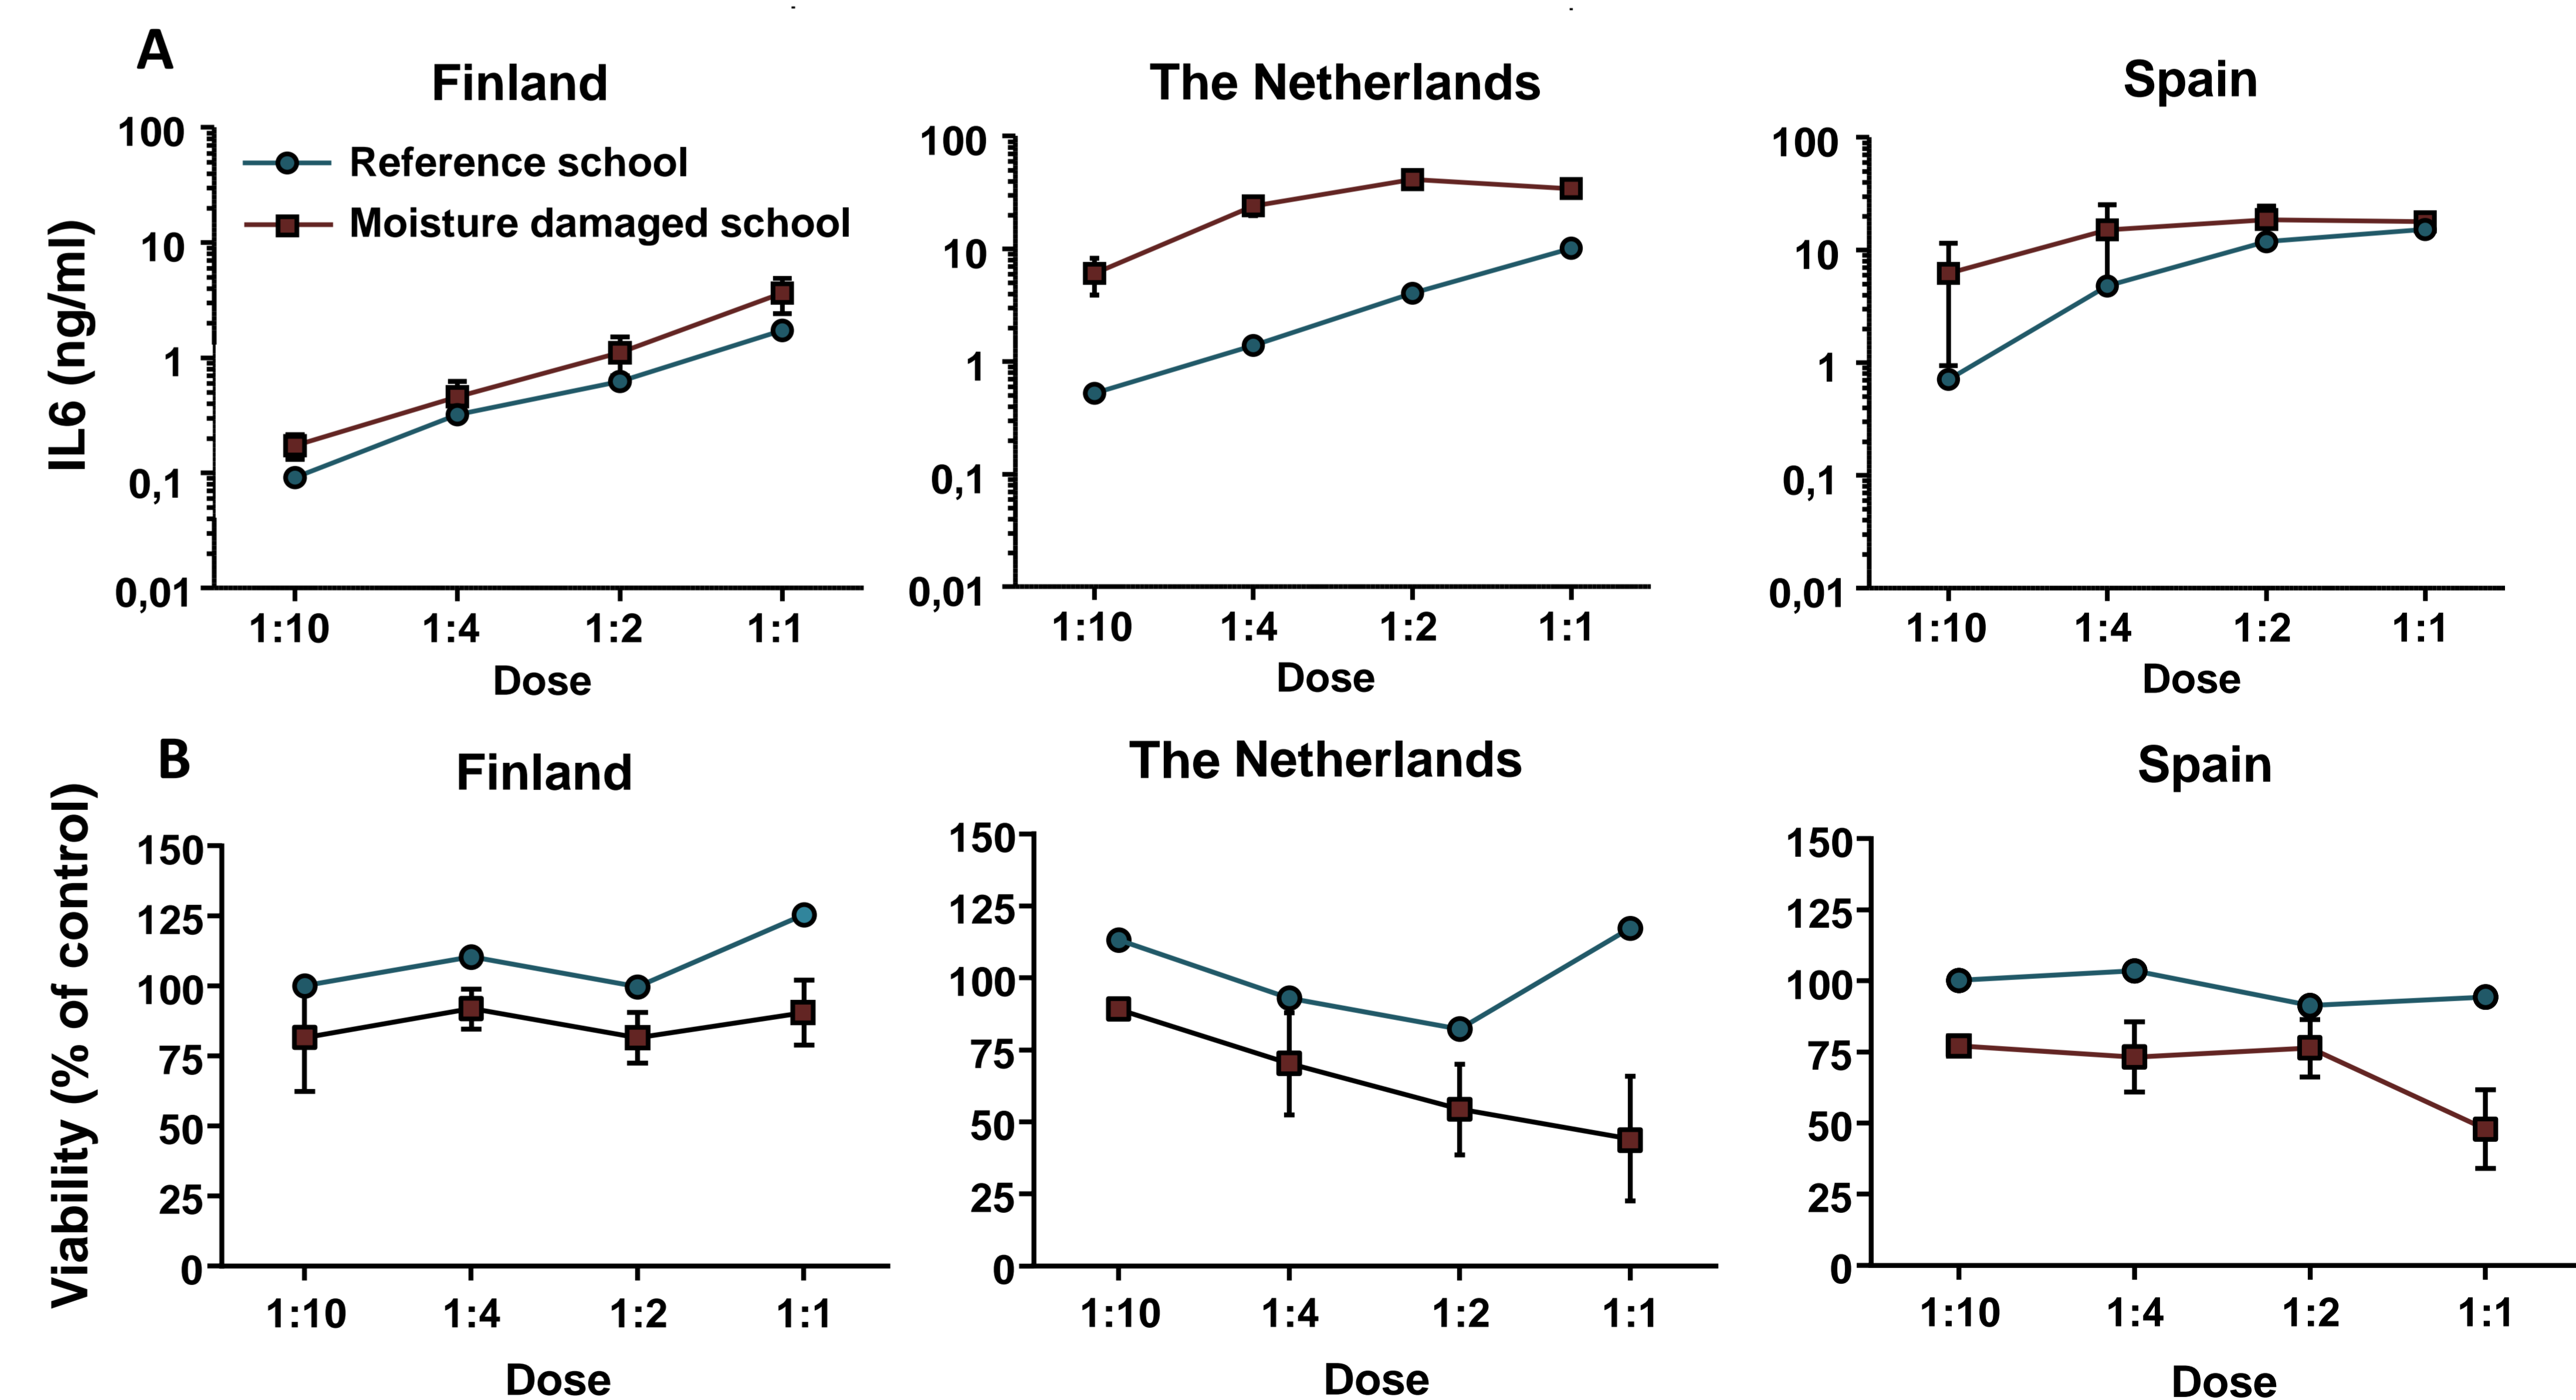 A
Finland
The Netherlands
Spain
IL6 (ng/ml)
100
10
1
0,1
0,01
Reference school
Moisture damaged school
1:10 1:4 1:2 1:1
Dose
100
10
1
0,1
0,01
1:10 1:4 1:2 1:1
Dose
100
10
1
0,1
0,01
1:10 1:4 1:2 1:1
Dose
B
Finland
The Netherlands
Spain
Viability (% of control)
150
125
100
75
50
25
0
1:10 1:4 1:2 1:1
Dose
150
125
100
75
50
25
0
1:10 1:4 1:2 1:1
Dose
150
125
100
75
50
25
0
1:10 1:4 1:2 1:1
Dose